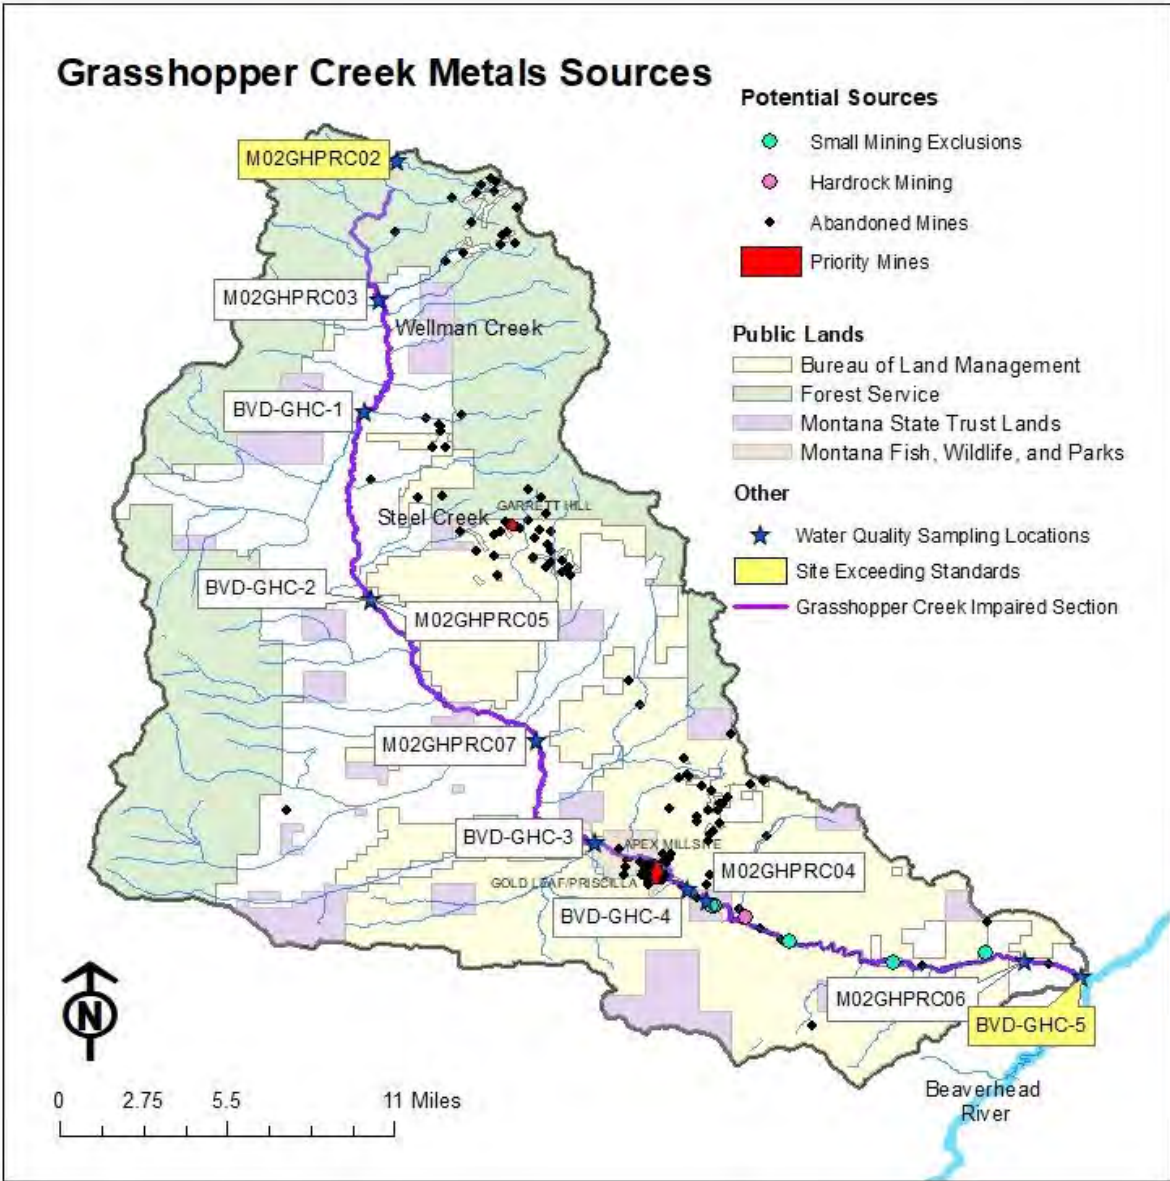 Grasshopper Creek Metals Sources
Potential Sources
Small Mining Exclusions
Hardrock Mining
Abandoned Mines
Priority Mines
Public Lands
Bureau of Land Management
Forest Service
Montana State Trust Lands
Montana Fish, Wildlife, and Parks
Other
Water Quality Sampling Locations
Site Exceeding Standards
Grasshopper Creek Impaired Section
M02GHPRC02
M02GHPRC03
Wellman Creek
BVD-GHC-1
GARRETT HILL
Steel Creek
BVD-GHC-2
M02GHPRC05
M02GHPRC07
BVD-GHC-3
APEX MILLSITE
M02GHPRC04
GOLD LEAF/PRISCILLA
BVD-GHC-4
M02GHPRC06
BVD-GHC-5
Beaverhead
River
N
0 2.75 5.5 11 Miles